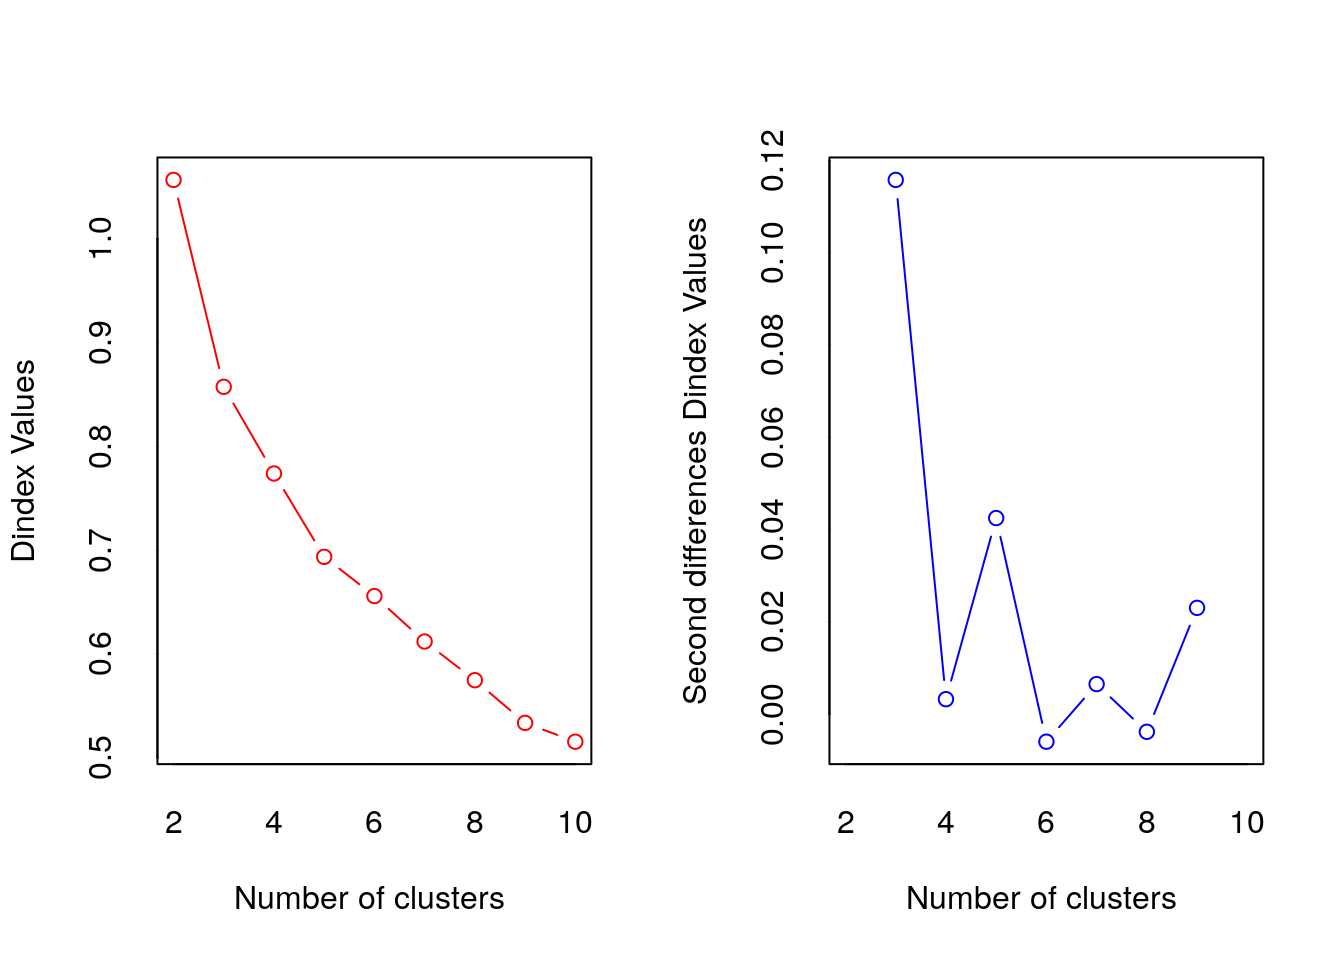 Dindex Values
1.0
0.9
0.8
0.7
0.6
0.5
2 4 6 8 10
Number of clusters
Second differences Dindex Values
0.12
0.10
0.08
0.06
0.04
0.02
0.00
2 4 6 8 10
Number of clusters